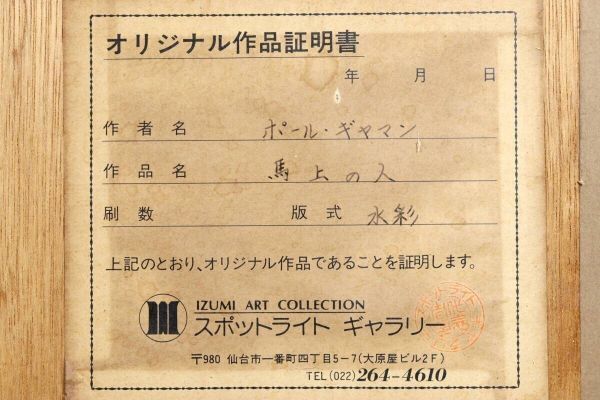 オリジナル作品証明書
年 月 日
作者名 ポール・ギヤマン
作品名 馬上の人
刷数 版式 水彩
上記のとおり、オリジナル作品であることを証明します。
IZUMI ART COLLECTION
スポットライト ギャラリー
〒980 仙台市一番町四丁目5-7(大原屋ビル2F)
TEL(022)264-4610